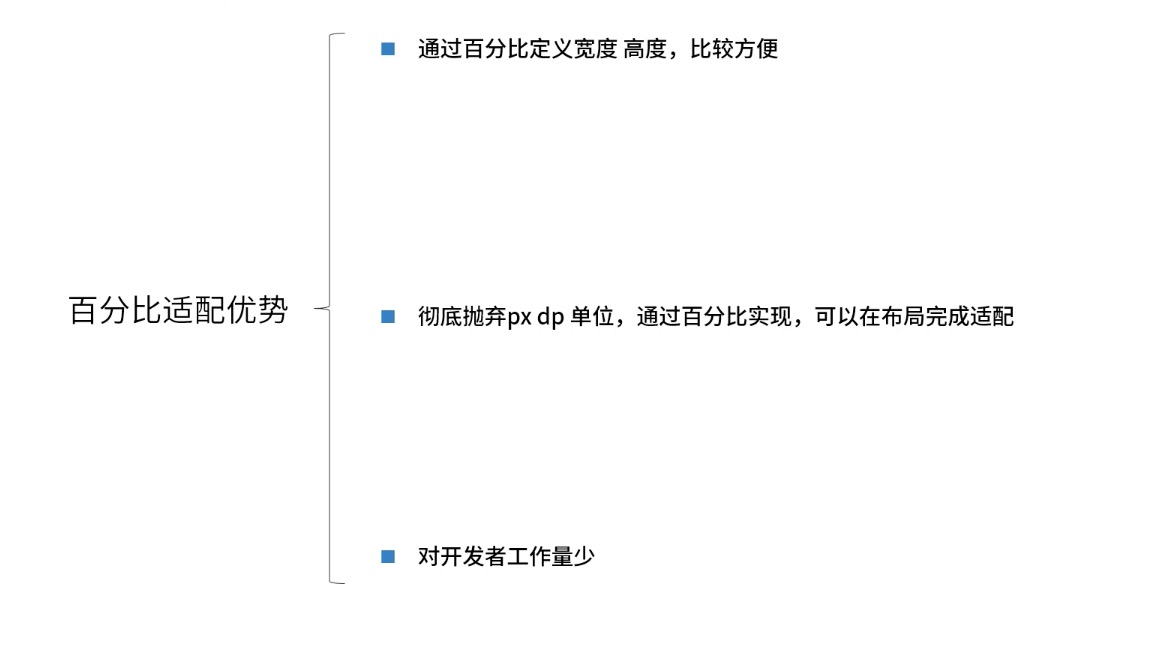 通过百分比定义宽度 高度，比较方便
百分比适配优势
彻底抛弃px dp 单位，通过百分比实现，可以在布局完成适配
对开发者工作量少